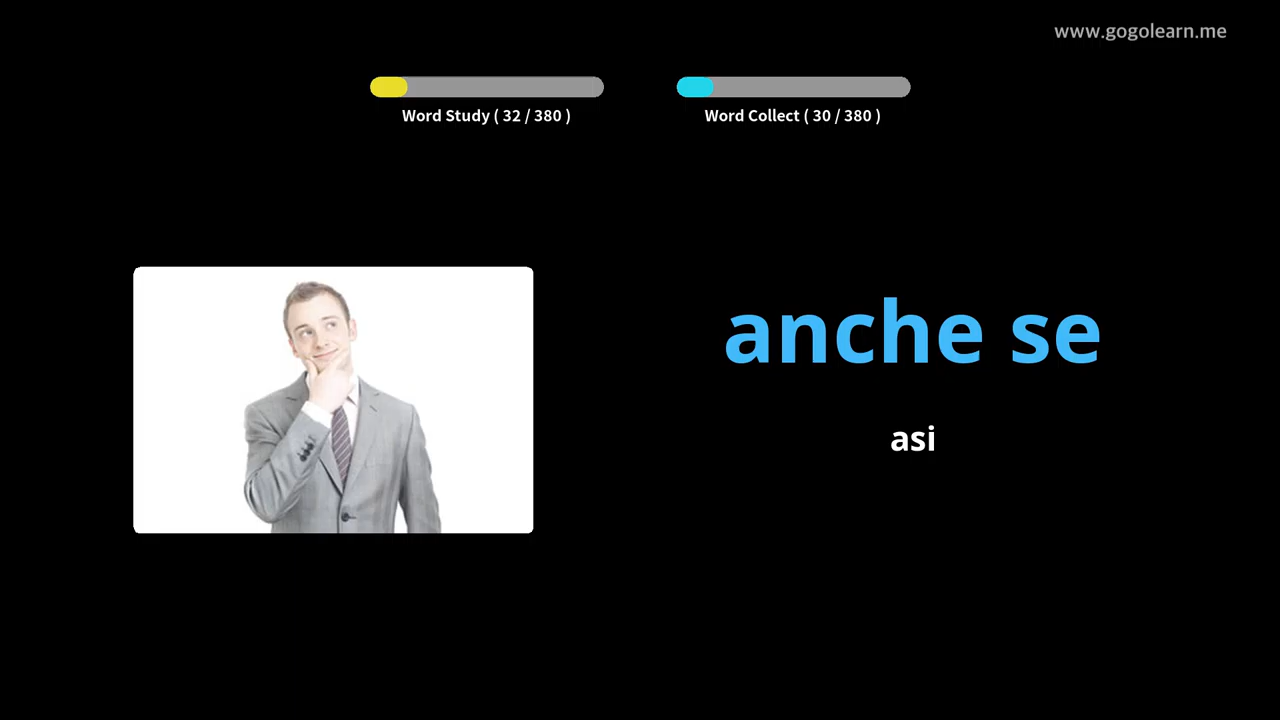 www.gogolearn.me
Word Study ( 32 / 380 )
Word Collect ( 30 / 380 )
anche se
asi